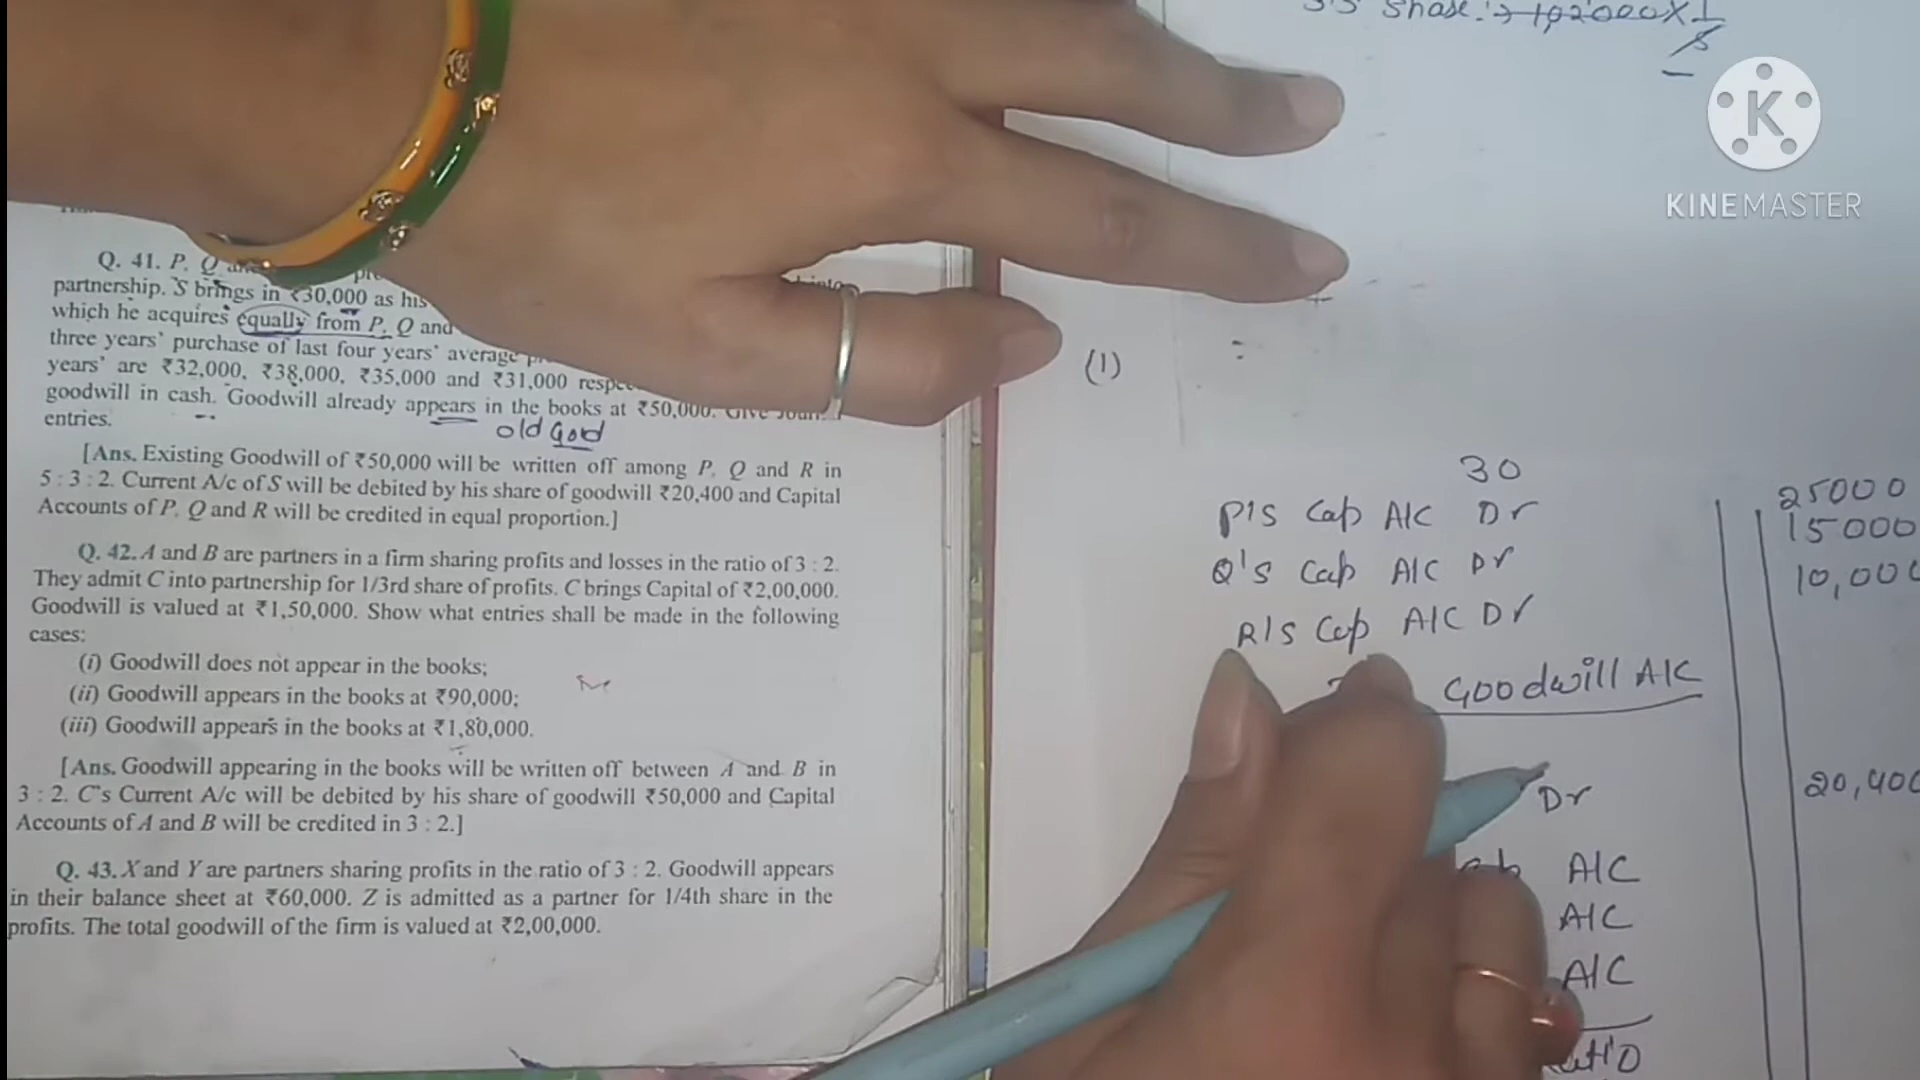 S'S Share :→ 102000 × 1/5
KINEMASTER
Q. 41. P, Q
partnership. S brings in ₹30,000 as his
which he acquires equally from P, Q and
three years' purchase of last four years' average
years' are ₹32,000, ₹38,000, ₹35,000 and ₹31,000
goodwill in cash. Goodwill already appears in the books at ₹50,000. Give
entries.
old Good
[Ans. Existing Goodwill of ₹50,000 will be written off among P, Q and R in
5 : 3 : 2. Current A/c of S will be debited by his share of goodwill ₹20,400 and Capital
Accounts of P, Q and R will be credited in equal proportion.]
Q. 42. A and B are partners in a firm sharing profits and losses in the ratio of 3 : 2.
They admit C into partnership for 1/3rd share of profits. C brings Capital of ₹2,00,000.
Goodwill is valued at ₹1,50,000. Show what entries shall be made in the following
cases:
(i) Goodwill does not appear in the books;
(ii) Goodwill appears in the books at ₹90,000;
(iii) Goodwill appears in the books at ₹1,80,000.
[Ans. Goodwill appearing in the books will be written off between A and B in
3 : 2. C's Current A/c will be debited by his share of goodwill ₹50,000 and Capital
Accounts of A and B will be credited in 3 : 2.]
Q. 43. X and Y are partners sharing profits in the ratio of 3 : 2. Goodwill appears
in their balance sheet at ₹60,000. Z is admitted as a partner for 1/4th share in the
profits. The total goodwill of the firm is valued at ₹2,00,000.
(1)
30
P's Cap A/C Dr 25000
Q's Cap A/C Dr 15000
R's Cap A/C Dr 10,000
Goodwill A/C
Dr 20,400
A/C
A/C
A/C